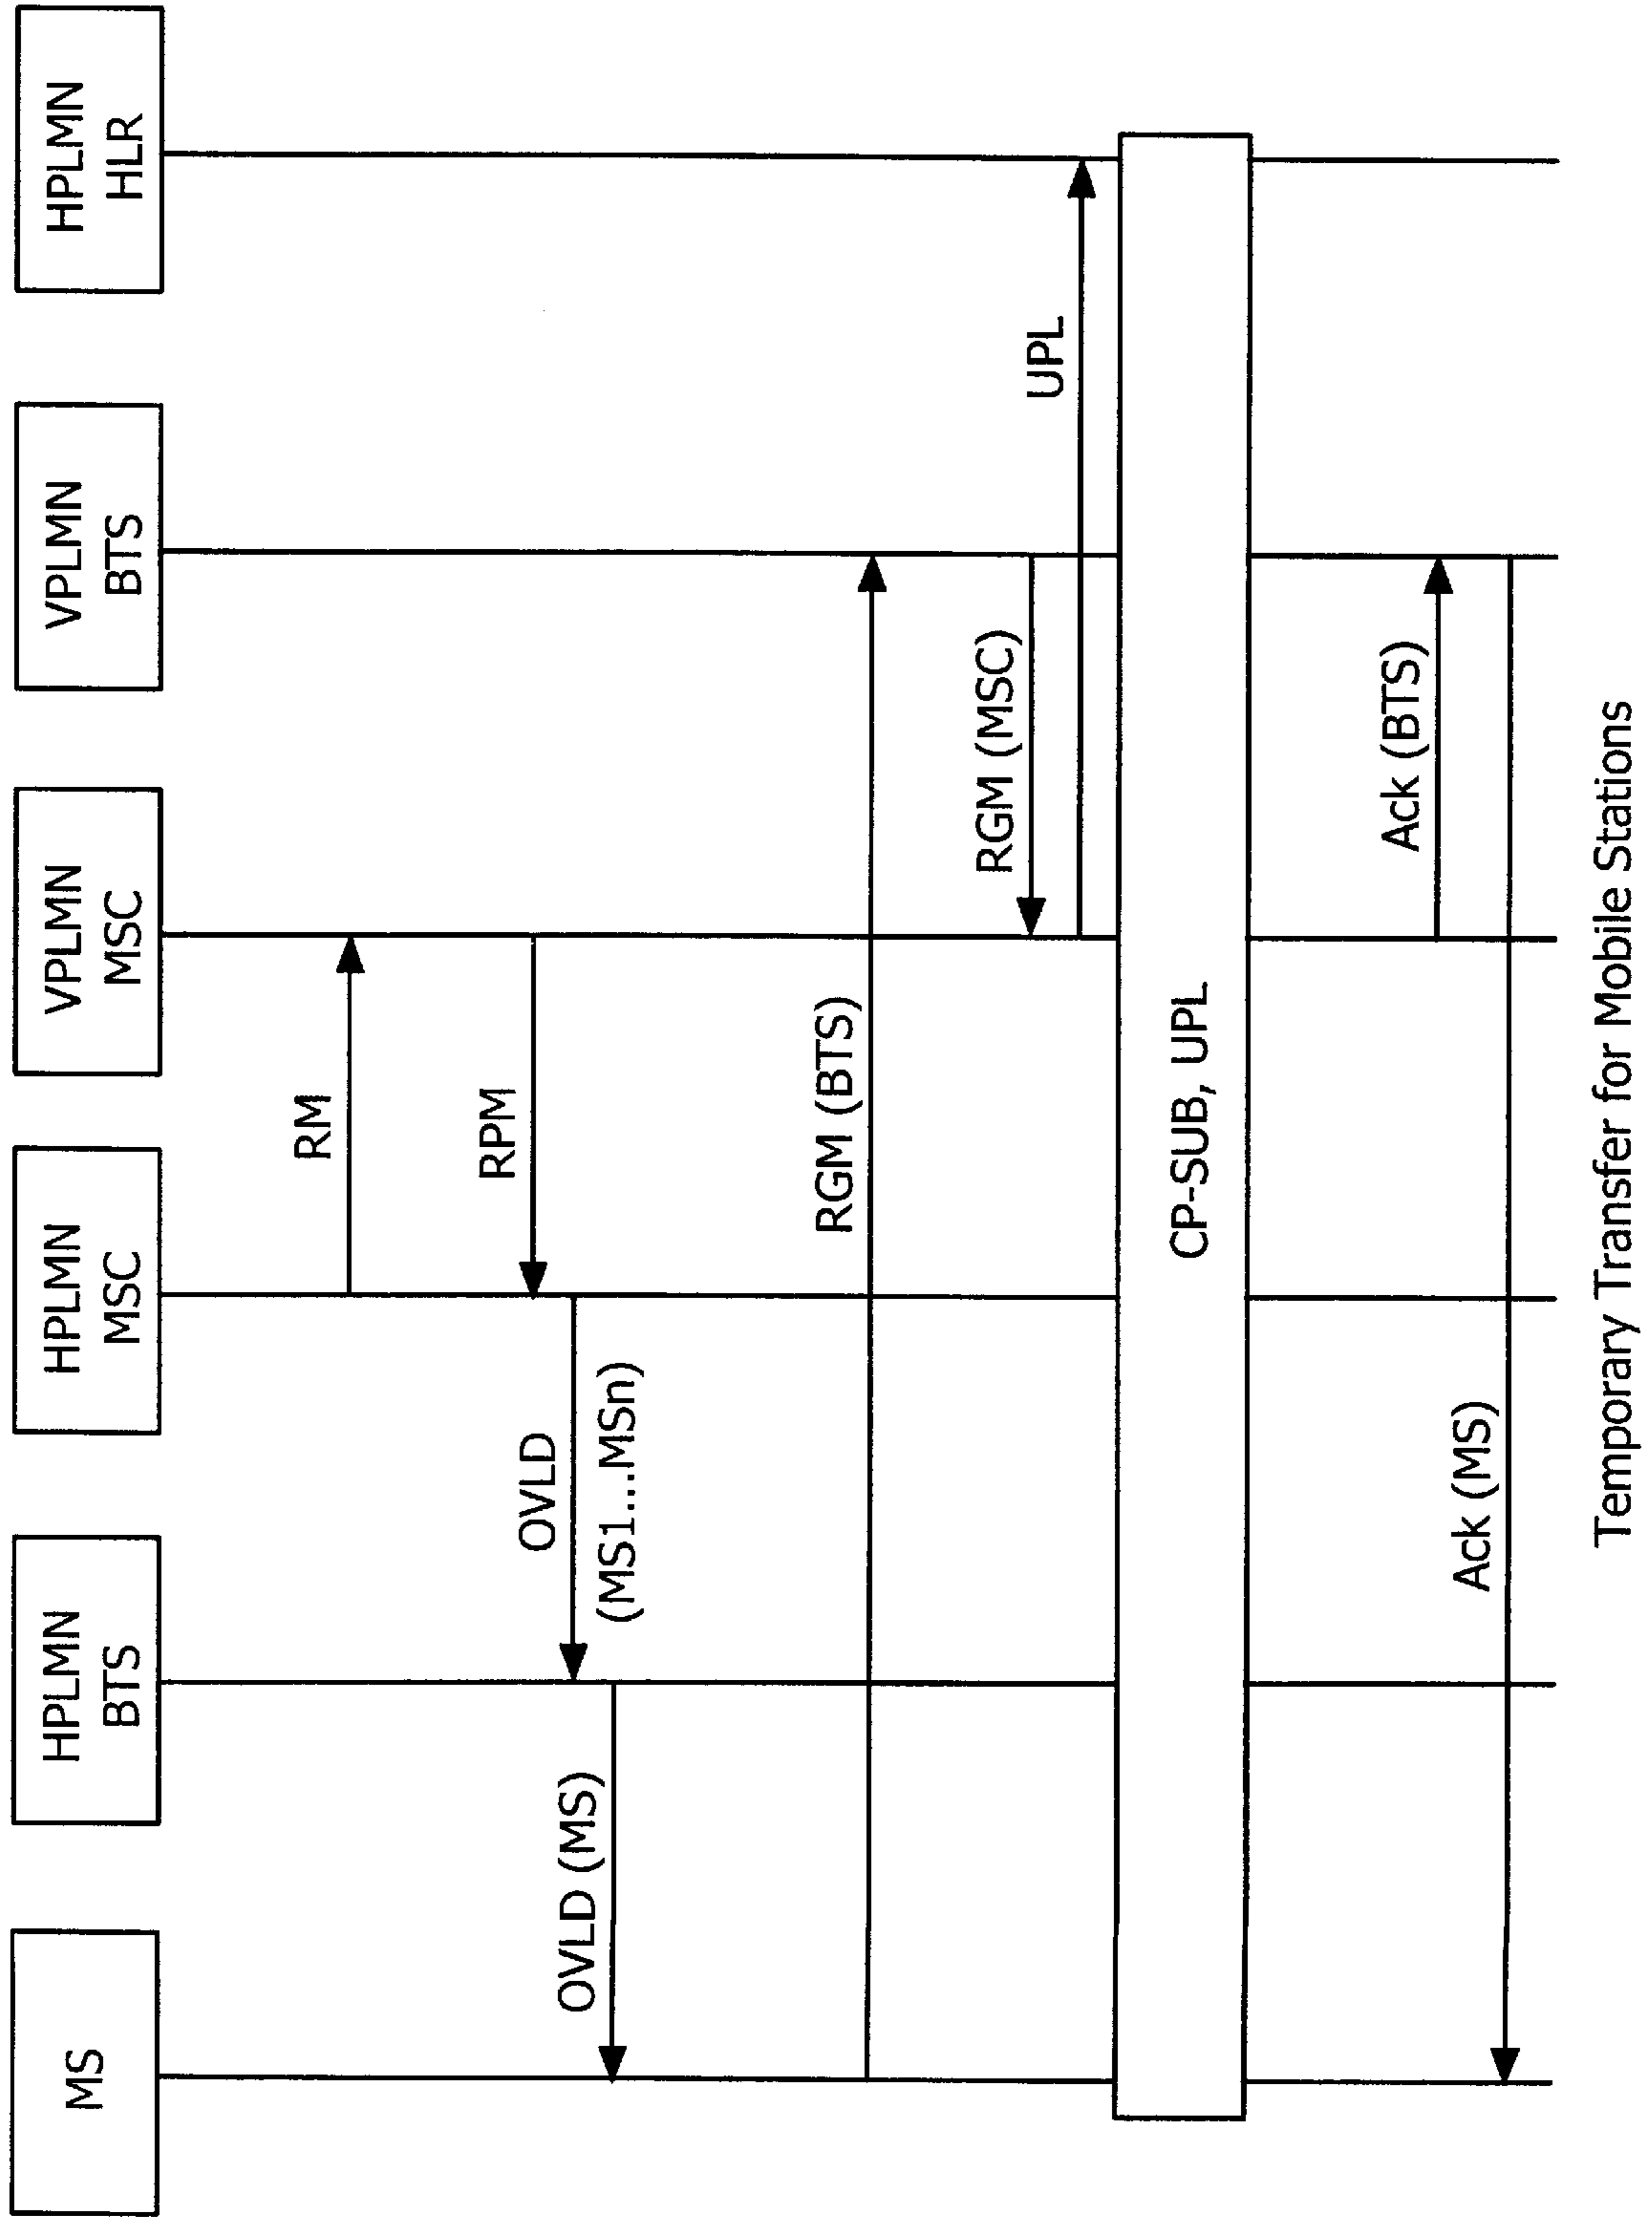 MS
HPLMN
BTS
HPLMN
MSC
VPLMN
MSC
VPLMN
BTS
HPLMN
HLR
RM
RPM
OVLD
(MS1...MSn)
OVLD (MS)
RGM (BTS)
RGM (MSC)
UPL
CP-SUB, UPL
Ack (BTS)
Ack (MS)
Temporary Transfer for Mobile Stations